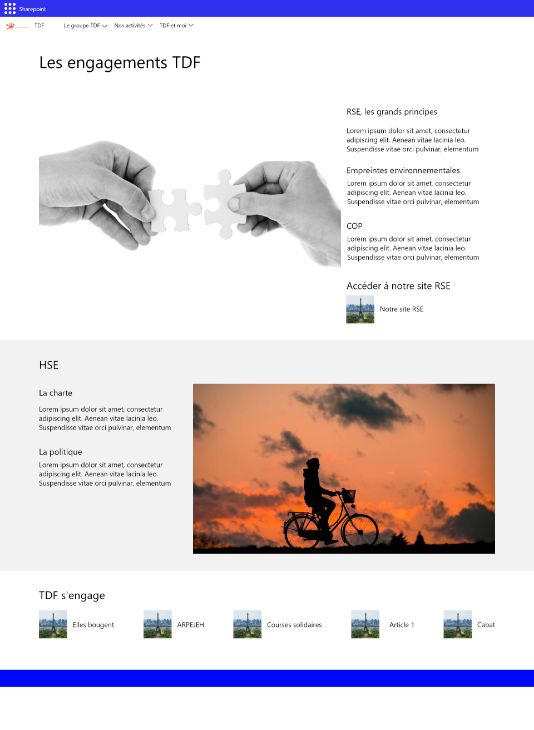 Sharepoint
TDF
Le groupe TDF
Nos activités
TDF et moi
Les engagements TDF
RSE, les grands principes
Lorem ipsum dolor sit amet, consectetur
adipiscing elit. Aenean vitae lacinia leo.
Suspendisse vitae orci pulvinar, elementum
Empreintes environnementales
Lorem ipsum dolor sit amet, consectetur
adipiscing elit. Aenean vitae lacinia leo.
Suspendisse vitae orci pulvinar, elementum
COP
Lorem ipsum dolor sit amet, consectetur
adipiscing elit. Aenean vitae lacinia leo.
Suspendisse vitae orci pulvinar, elementum
Accéder à notre site RSE
Notre site RSE
HSE
La charte
Lorem ipsum dolor sit amet, consectetur
adipiscing elit. Aenean vitae lacinia leo.
Suspendisse vitae orci pulvinar, elementum
La politique
Lorem ipsum dolor sit amet, consectetur
adipiscing elit. Aenean vitae lacinia leo.
Suspendisse vitae orci pulvinar, elementum
TDF s'engage
Elles bougent
ARPEJEH
Courses solidaires
Article 1
Cabat